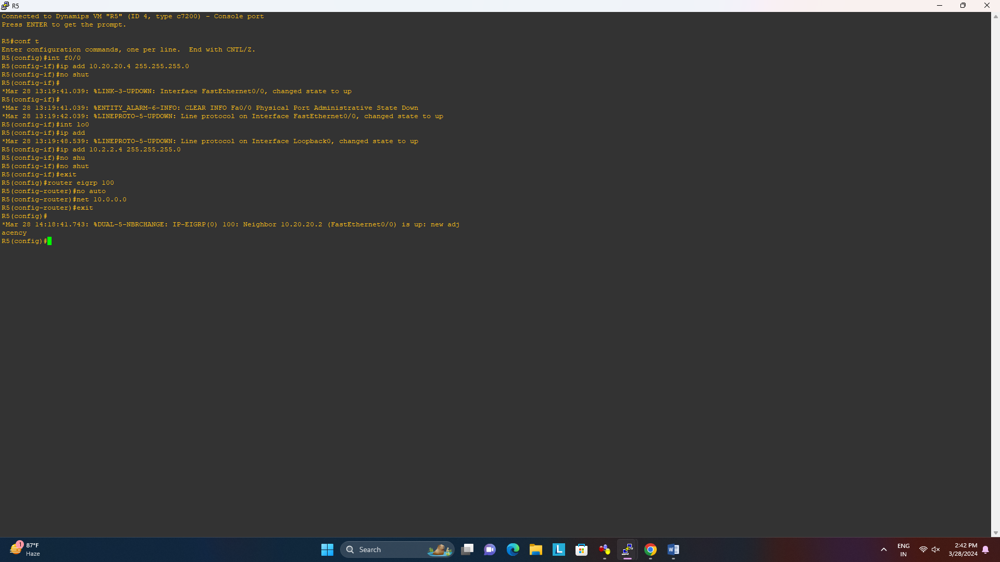 R5
Connected to Dynamips VM "R5" (ID 4, type c7200) - Console port
Press ENTER to get the prompt.
R5#conf t
Enter configuration commands, one per line.  End with CNTL/Z.
R5(config)#int f0/0
R5(config-if)#ip add 10.20.20.4 255.255.255.0
R5(config-if)#no shut
R5(config-if)#
*Mar 28 13:19:41.039: %LINK-3-UPDOWN: Interface FastEthernet0/0, changed state to up
R5(config-if)#
*Mar 28 13:19:41.039: %ENTITY_ALARM-6-INFO: CLEAR INFO Fa0/0 Physical Port Administrative State Down
*Mar 28 13:19:42.039: %LINEPROTO-5-UPDOWN: Line protocol on Interface FastEthernet0/0, changed state to up
R5(config-if)#int lo0
R5(config-if)#ip add
*Mar 28 13:19:48.539: %LINEPROTO-5-UPDOWN: Line protocol on Interface Loopback0, changed state to up
R5(config-if)#ip add 10.2.2.4 255.255.255.0
R5(config-if)#no shu
R5(config-if)#no shut
R5(config-if)#exit
R5(config)#router eigrp 100
R5(config-router)#no auto
R5(config-router)#net 10.0.0.0
R5(config-router)#exit
R5(config)#
*Mar 28 14:18:41.743: %DUAL-5-NBRCHANGE: IP-EIGRP(0) 100: Neighbor 10.20.20.2 (FastEthernet0/0) is up: new adj
acency
R5(config)#
1
87°F
Haze
Search
L
W
ENG
IN
2:42 PM
3/28/2024